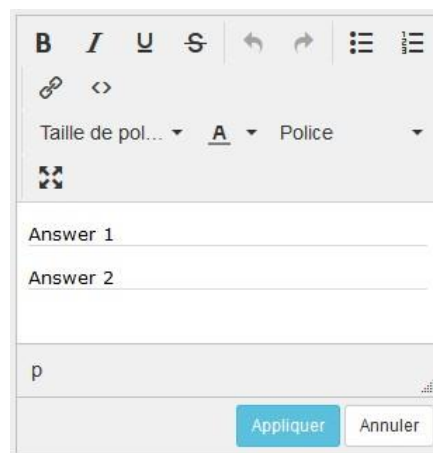 B I U S
<>
Taille de pol... A Police
Answer 1
Answer 2
p
Appliquer Annuler